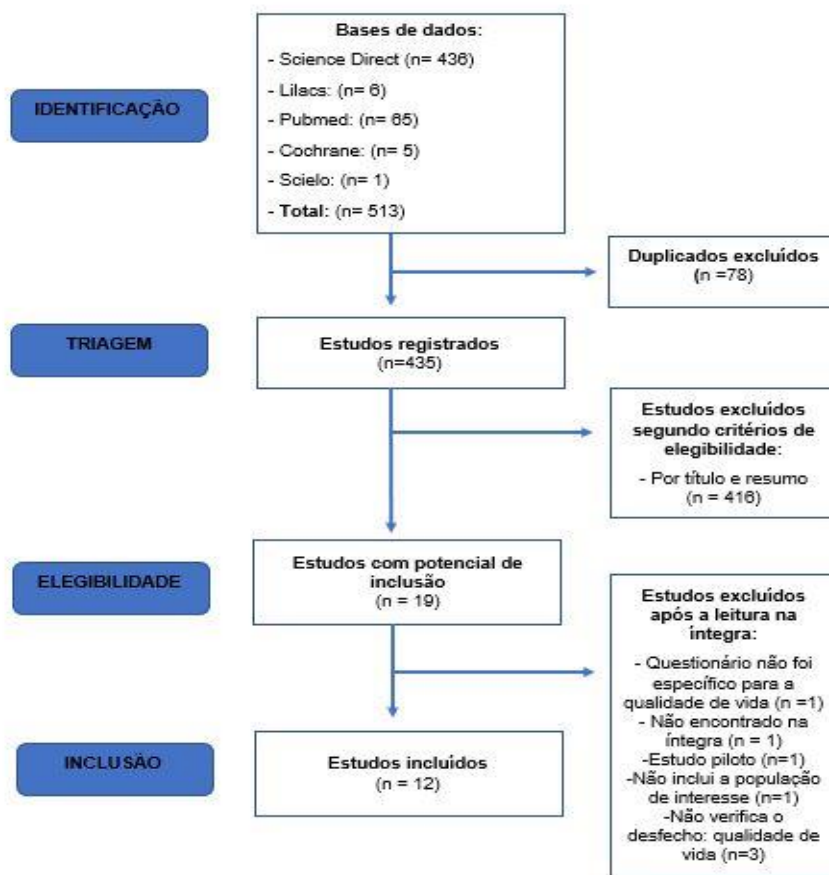 Bases de dados:
- Science Direct (n= 436)
- Lilacs: (n= 6)
- Pubmed: (n= 65)
- Cochrane: (n= 5)
- Scielo: (n= 1)
- Total: (n= 513)
IDENTIFICAÇÃO
Duplicados excluídos
(n =78)
TRIAGEM
Estudos registrados
(n=435)
Estudos excluídos
segundo critérios de
elegibilidade:
- Por título e resumo
(n = 416)
ELEGIBILIDADE
Estudos com potencial de
inclusão
(n = 19)
Estudos excluídos
após a leitura na
íntegra:
- Questionário não foi
específico para a
qualidade de vida (n =1)
- Não encontrado na
íntegra (n = 1)
-Estudo piloto (n=1)
-Não inclui a população
de interesse (n=1)
-Não verifica o
desfecho: qualidade de
vida (n=3)
INCLUSÃO
Estudos incluídos
(n = 12)